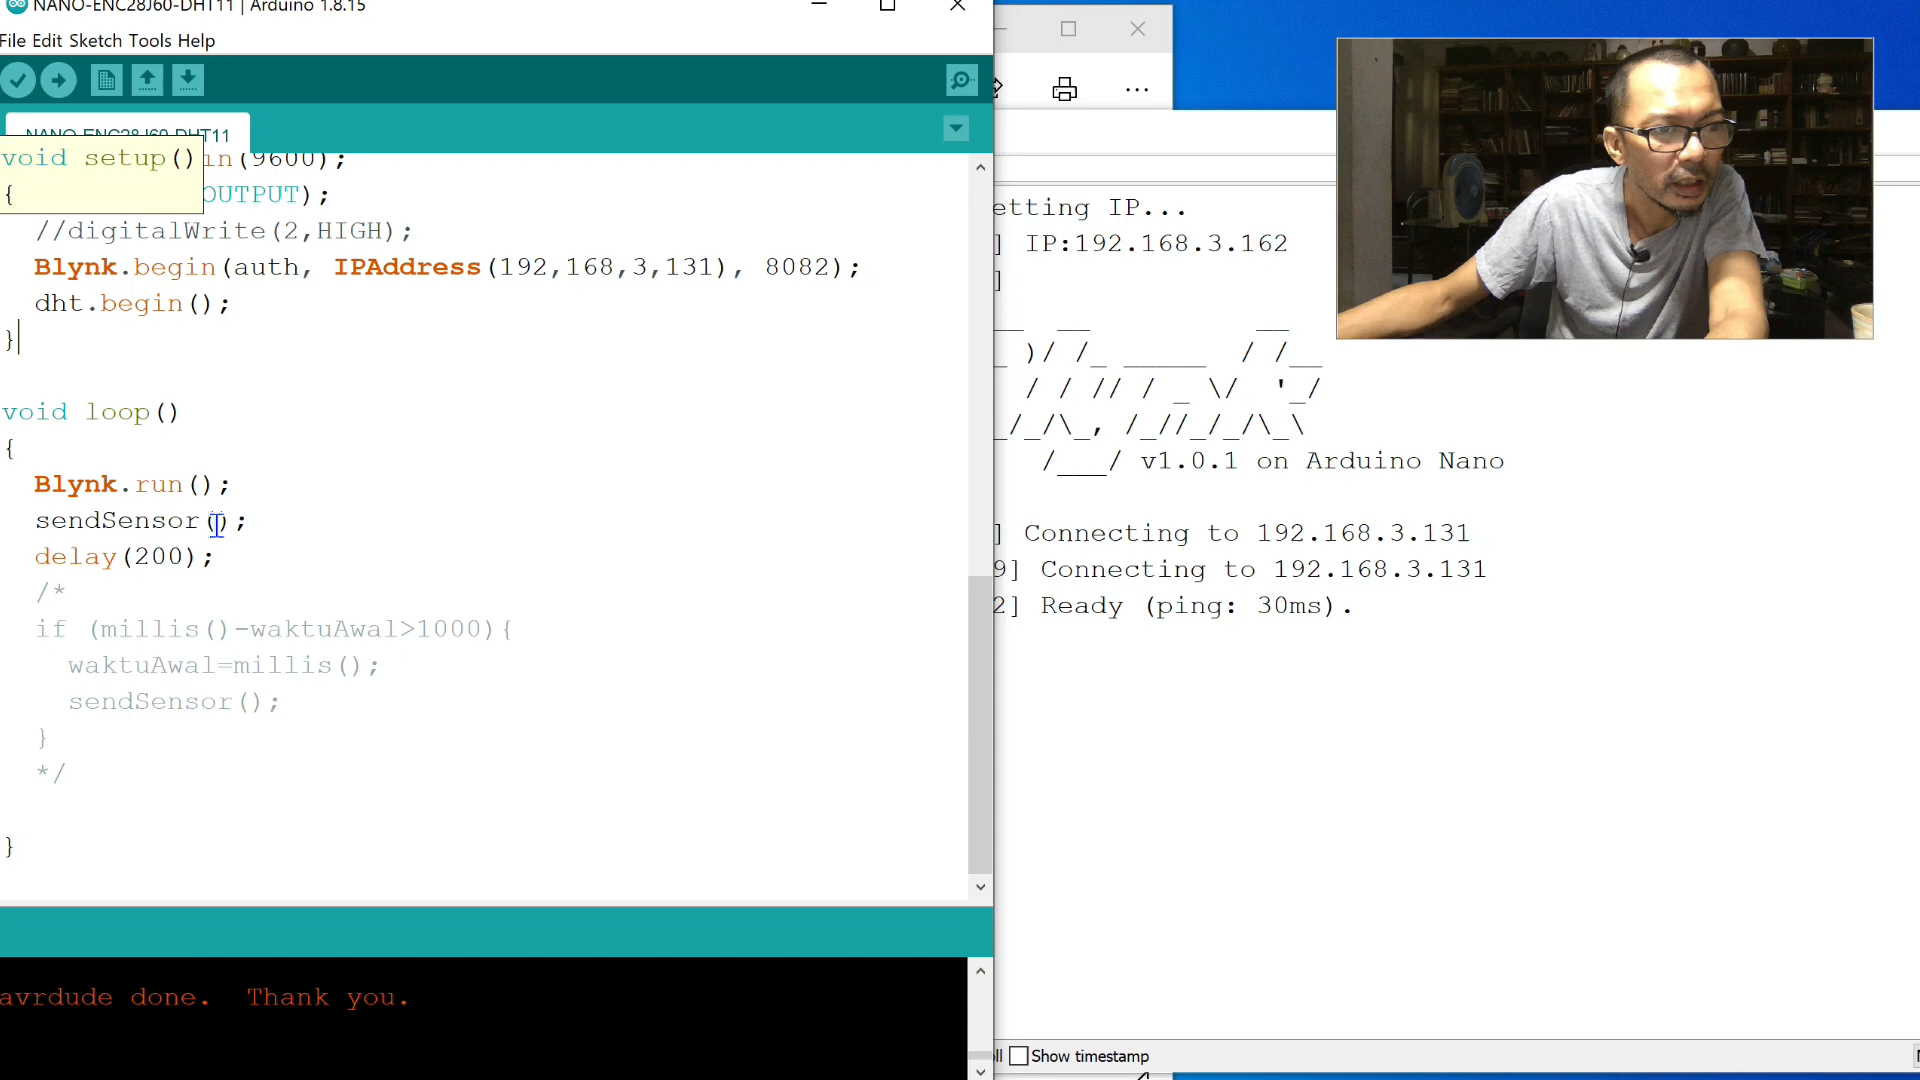 NANO-ENC28J60-DHT11 | Arduino 1.8.15
File Edit Sketch Tools Help
NANO-ENC28J60-DHT11
void setup()
{
in(9600);
OUTPUT);
//digitalWrite(2,HIGH);
Blynk.begin(auth, IPAddress(192,168,3,131), 8082);
dht.begin();
}
void loop()
{
Blynk.run();
sendSensor();
delay(200);
/*
if (millis()-waktuAwal>1000){
waktuAwal=millis();
sendSensor();
}
*/
}
avrdude done.  Thank you.
etting IP...
] IP:192.168.3.162
]
__  __          __
_ )/ /_ _____  / /__
/ / // / _ \/  '_/
_/_/\_, /_//_/_/\_\
/___/ v1.0.1 on Arduino Nano
] Connecting to 192.168.3.131
9] Connecting to 192.168.3.131
2] Ready (ping: 30ms).
ll Show timestamp